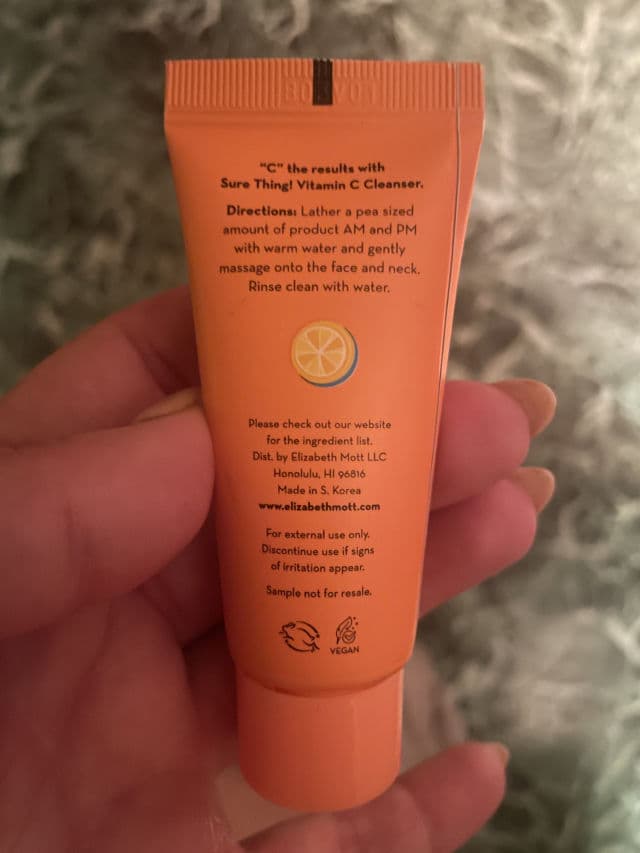 "C" the results with
Sure Thing! Vitamin C Cleanser.
Directions: Lather a pea sized
amount of product AM and PM
with warm water and gently
massage onto the face and neck.
Rinse clean with water.
Please check out our website
for the ingredient list.
Dist. by Elizabeth Mott LLC
Honolulu, HI 96816
Made in S. Korea
www.elizabethmott.com
For external use only.
Discontinue use if signs
of irritation appear.
Sample not for resale.
VEGAN